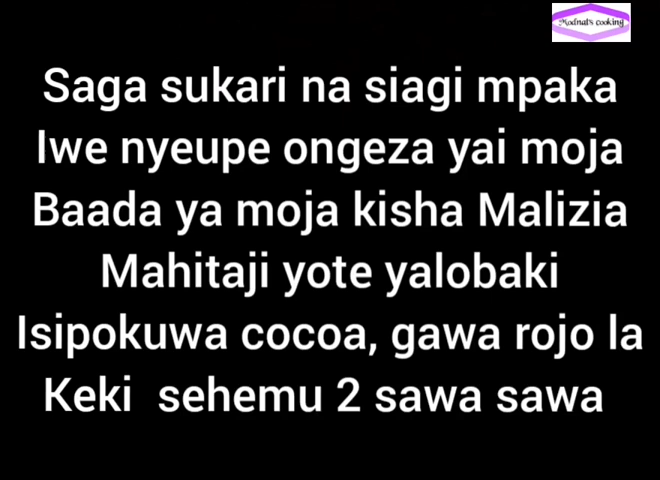 Modnat's cooking
Saga sukari na siagi mpaka
Iwe nyeupe ongeza yai moja
Baada ya moja kisha Malizia
Mahitaji yote yalobaki
Isipokuwa cocoa, gawa rojo la
Keki sehemu 2 sawa sawa